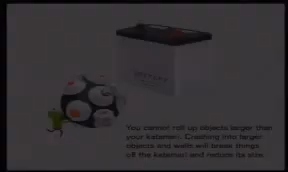 You cannot roll up objects larger than
your katamari. Crashing into larger
objects and walls will break things
off the katamari and reduce its size.